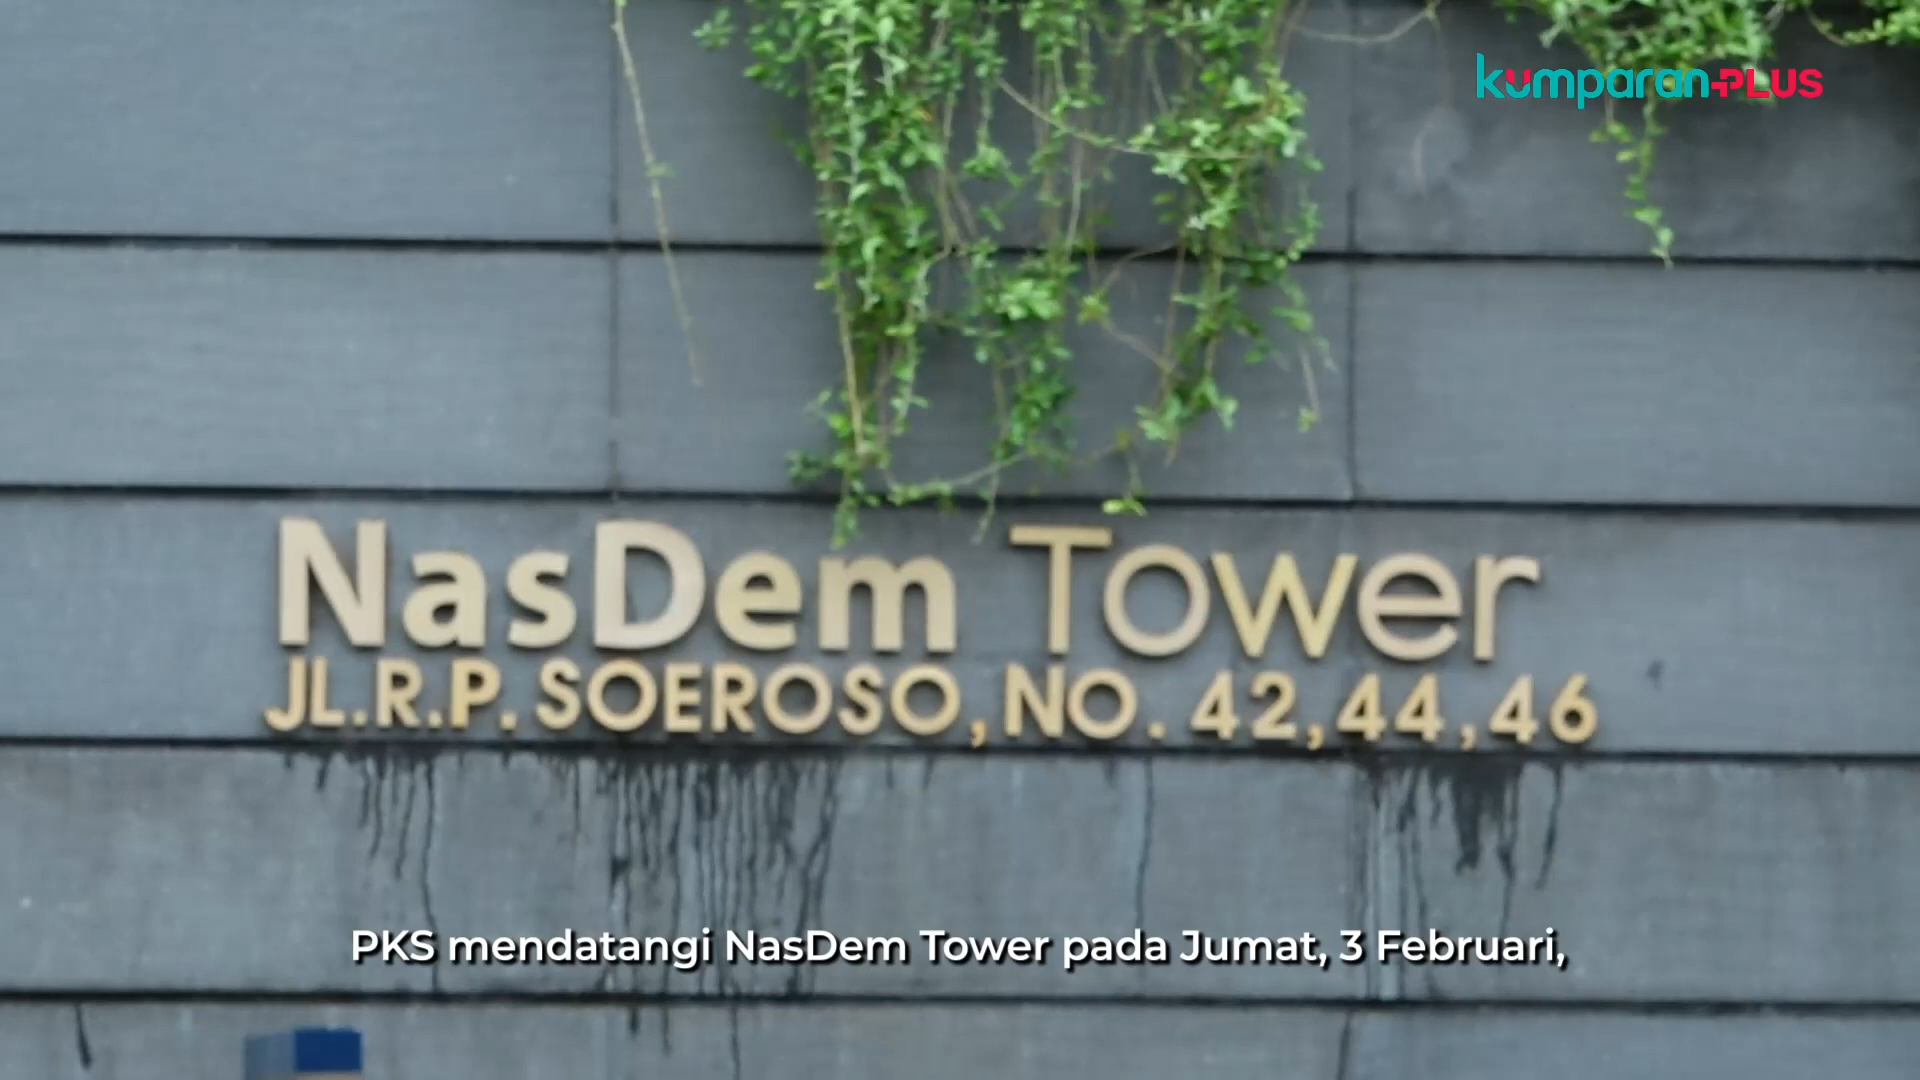 kumparanPLUS
NasDem Tower
JL.R.P. SOEROSO, NO. 42,44,46
PKS mendatangi NasDem Tower pada Jumat, 3 Februari,